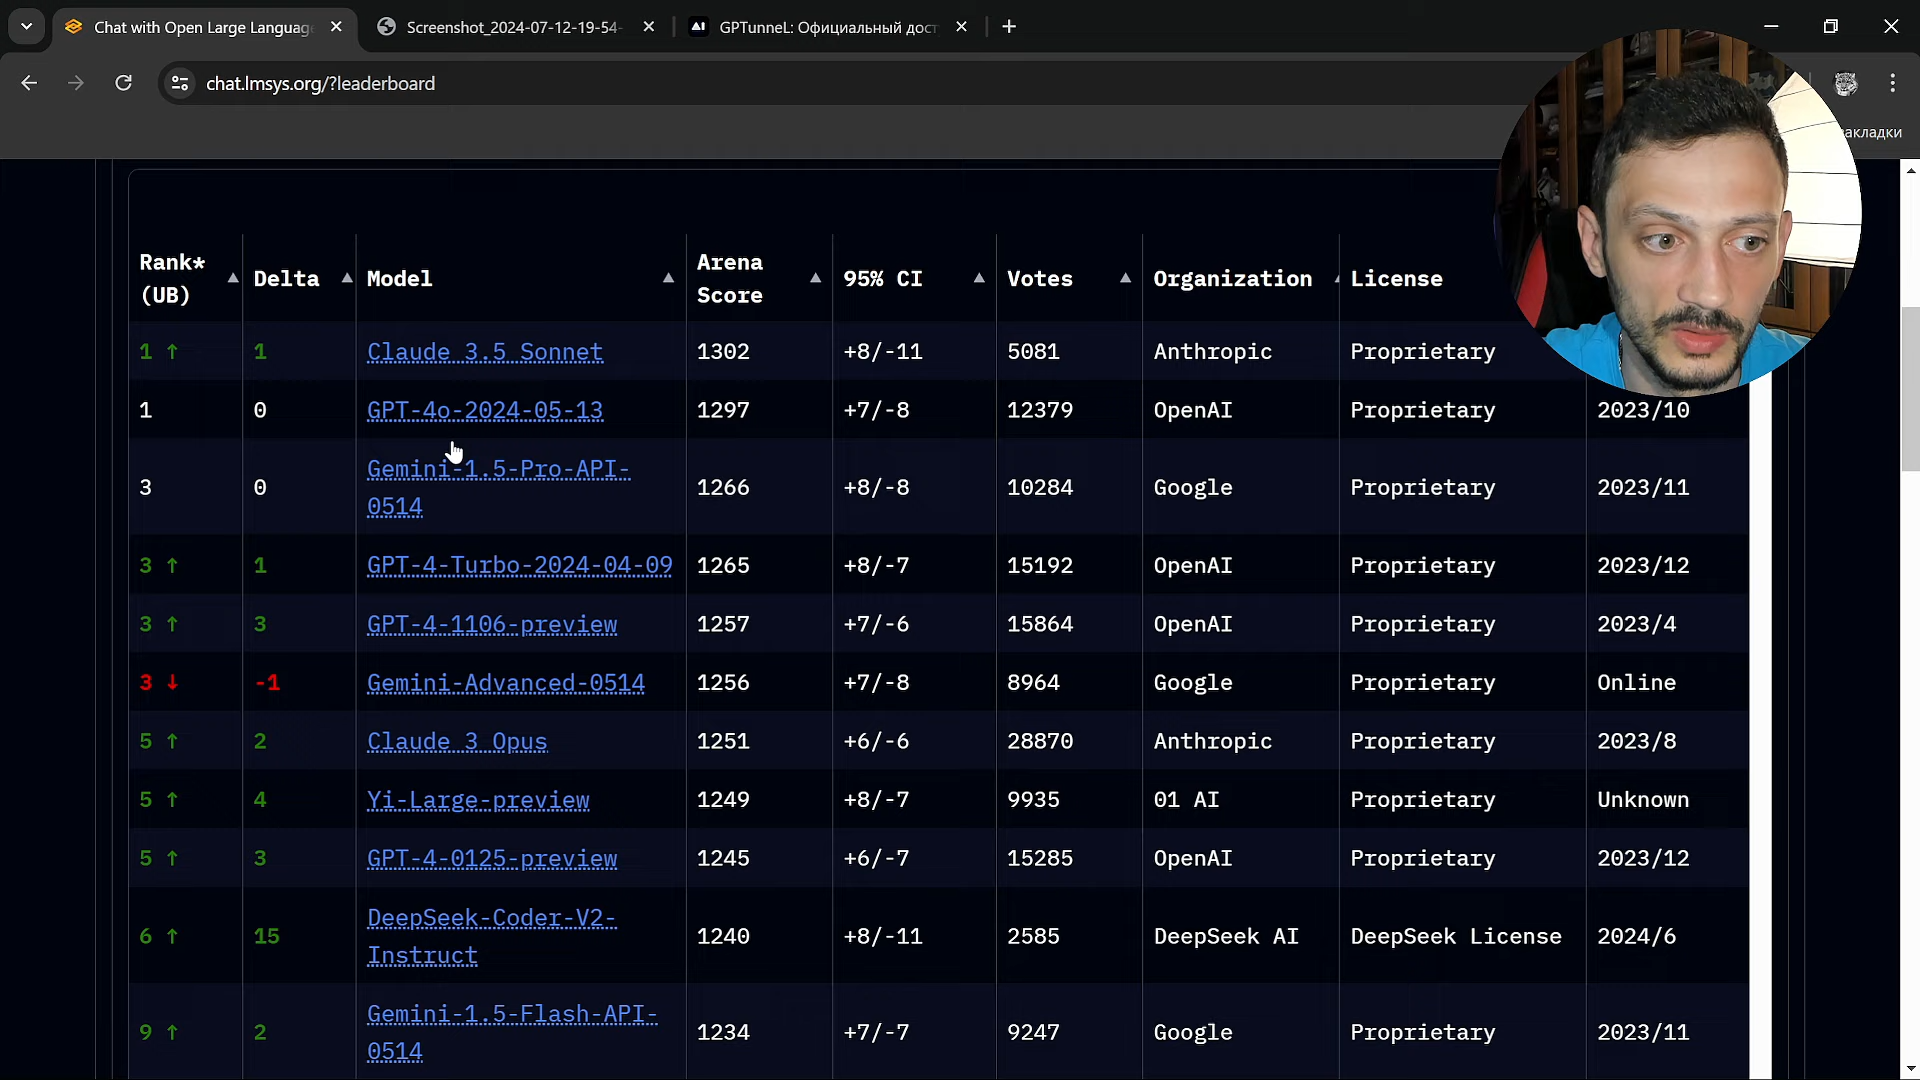 Chat with Open Large Languag
Screenshot_2024-07-12-19-54-
GPTunneL: Официальный дост
chat.lmsys.org/?leaderboard
акладки
Rank* (UB) Delta Model Arena Score 95% CI Votes Organization License
1 ↑ 1 Claude 3.5 Sonnet 1302 +8/-11 5081 Anthropic Proprietary
1 0 GPT-4o-2024-05-13 1297 +7/-8 12379 OpenAI Proprietary 2023/10
3 0 Gemini-1.5-Pro-API-0514 1266 +8/-8 10284 Google Proprietary 2023/11
3 ↑ 1 GPT-4-Turbo-2024-04-09 1265 +8/-7 15192 OpenAI Proprietary 2023/12
3 ↑ 3 GPT-4-1106-preview 1257 +7/-6 15864 OpenAI Proprietary 2023/4
3 ↓ -1 Gemini-Advanced-0514 1256 +7/-8 8964 Google Proprietary Online
5 ↑ 2 Claude 3 Opus 1251 +6/-6 28870 Anthropic Proprietary 2023/8
5 ↑ 4 Yi-Large-preview 1249 +8/-7 9935 01 AI Proprietary Unknown
5 ↑ 3 GPT-4-0125-preview 1245 +6/-7 15285 OpenAI Proprietary 2023/12
6 ↑ 15 DeepSeek-Coder-V2-Instruct 1240 +8/-11 2585 DeepSeek AI DeepSeek License 2024/6
9 ↑ 2 Gemini-1.5-Flash-API-0514 1234 +7/-7 9247 Google Proprietary 2023/11